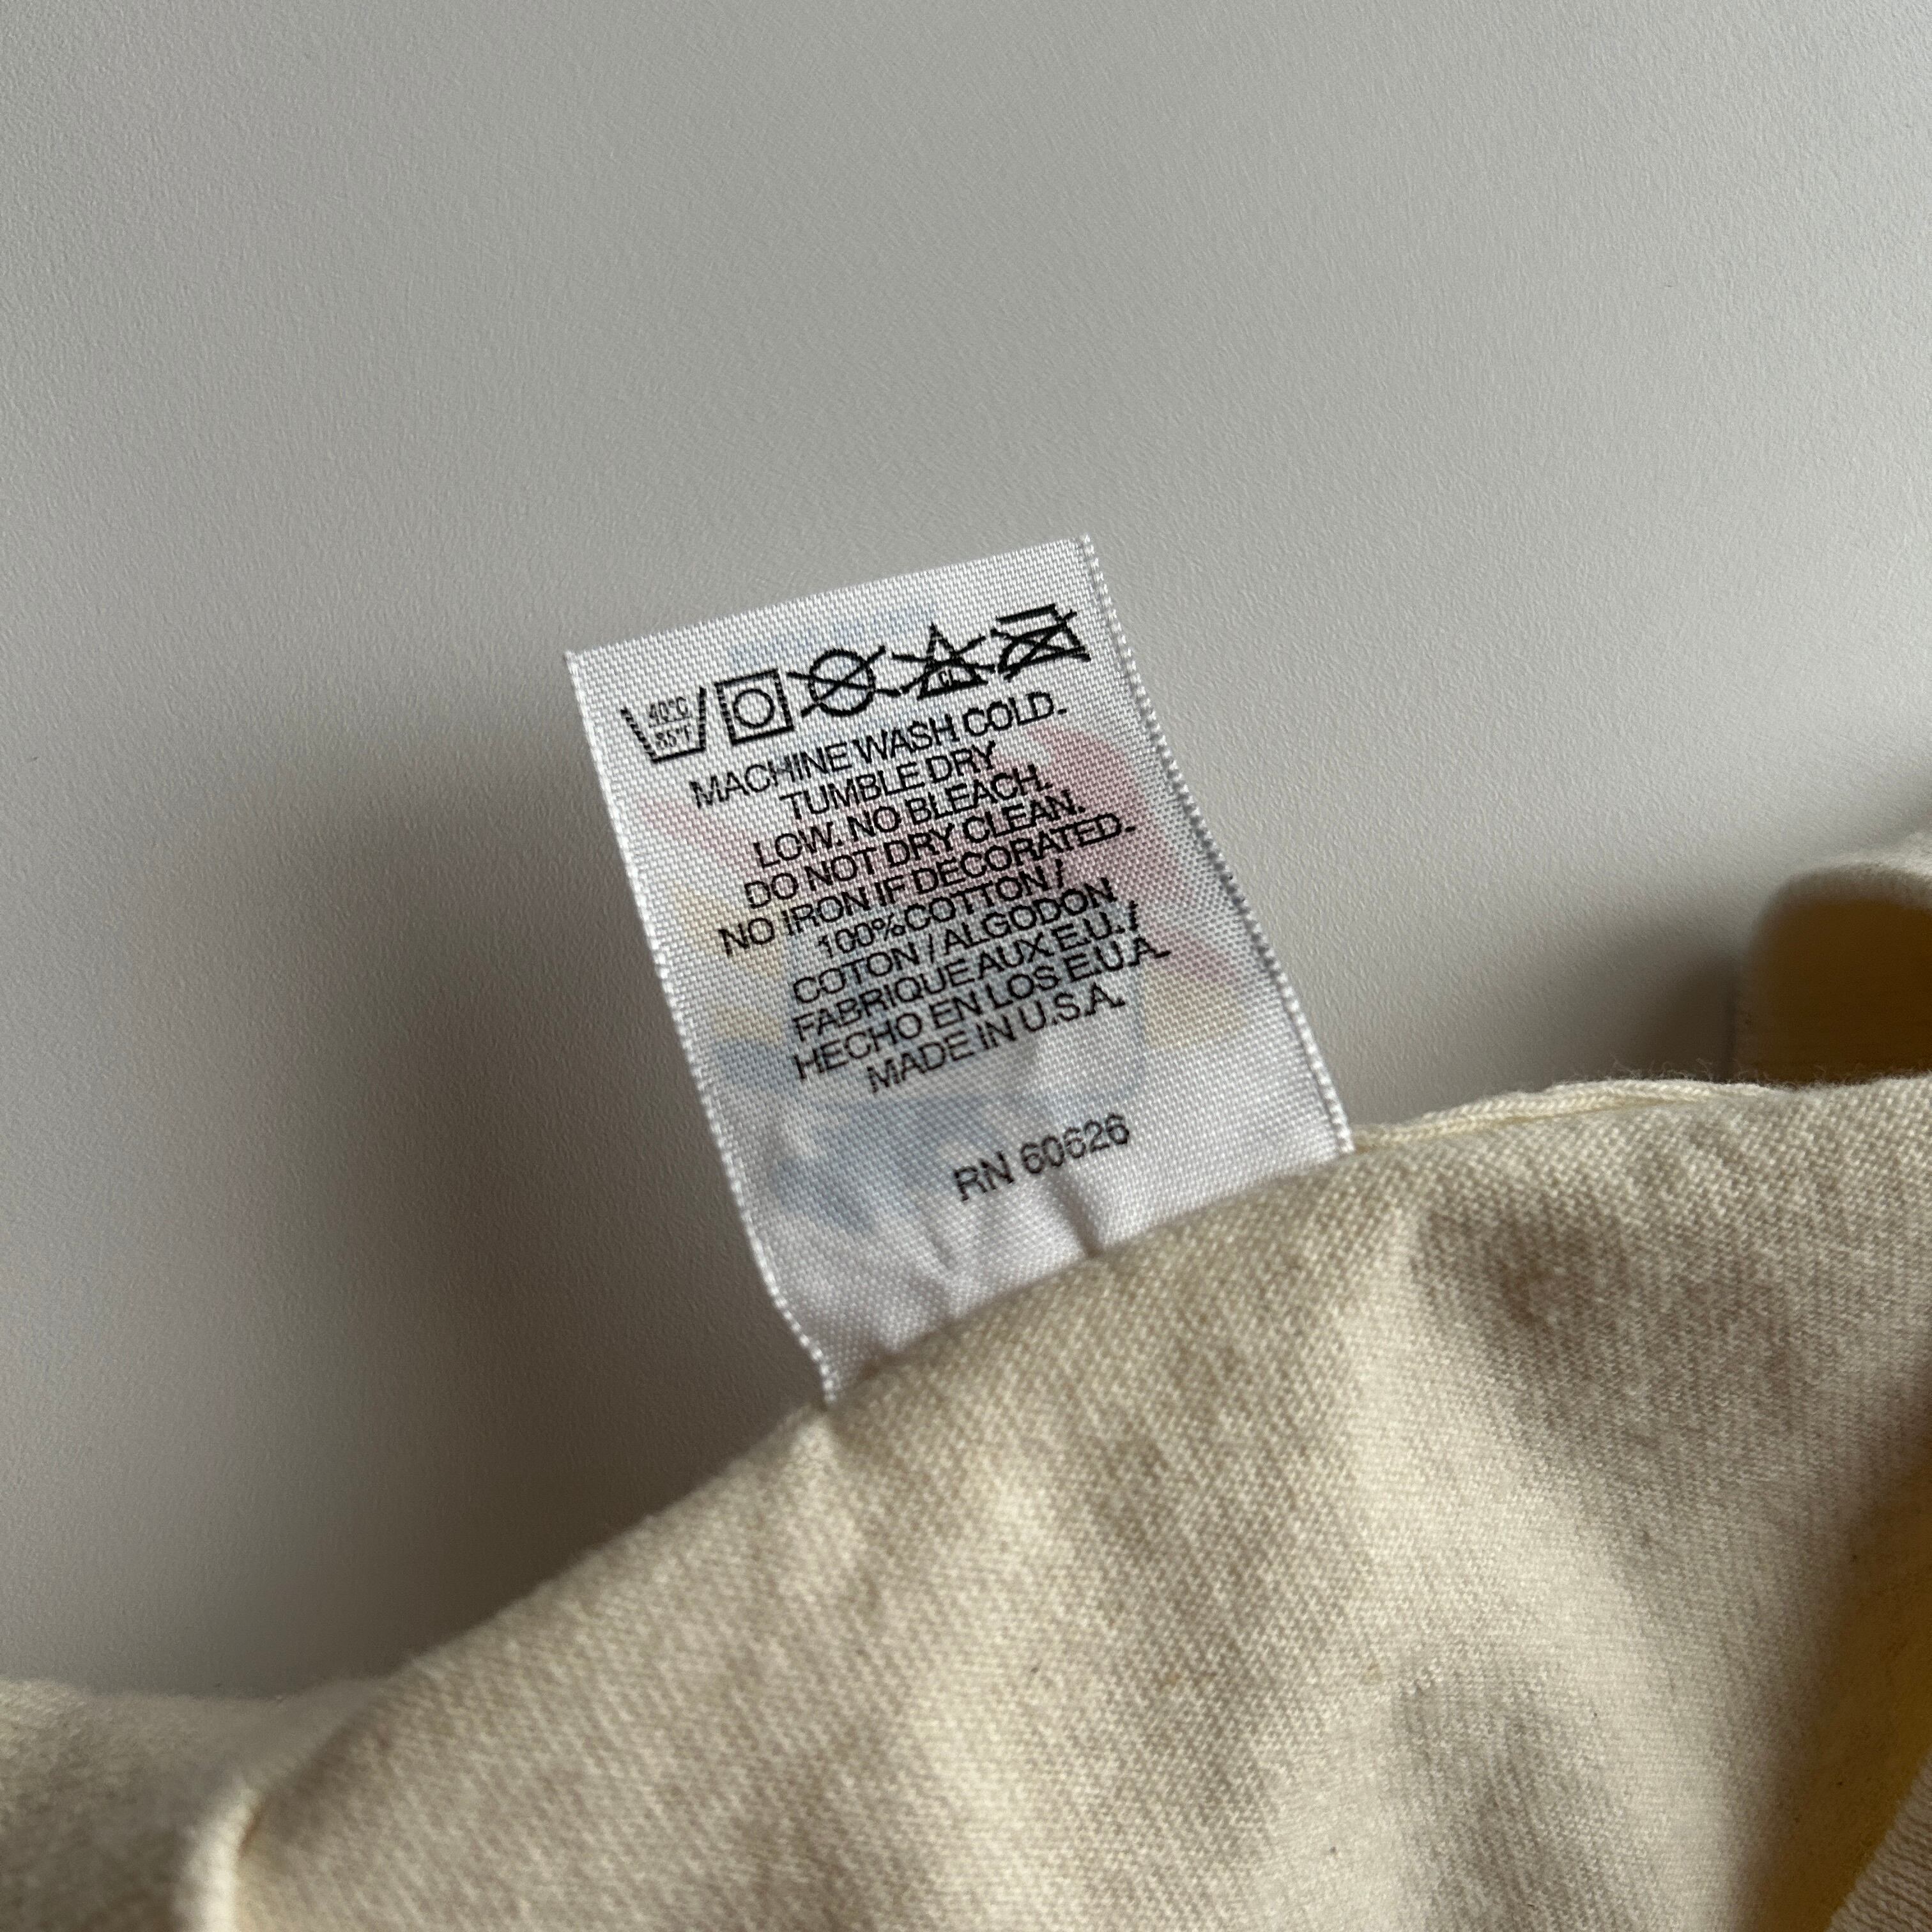 40°C
CL
MACHINE WASH COLD.
TUMBLE DRY
LOW. NO BLEACH.
DO NOT DRY CLEAN.
NO IRON IF DECORATED.
100% COTTON /
COTON / ALGODON
FABRIQUE AUX E.U. /
HECHO EN LOS E.U.A.
MADE IN U.S.A.
RN 60626